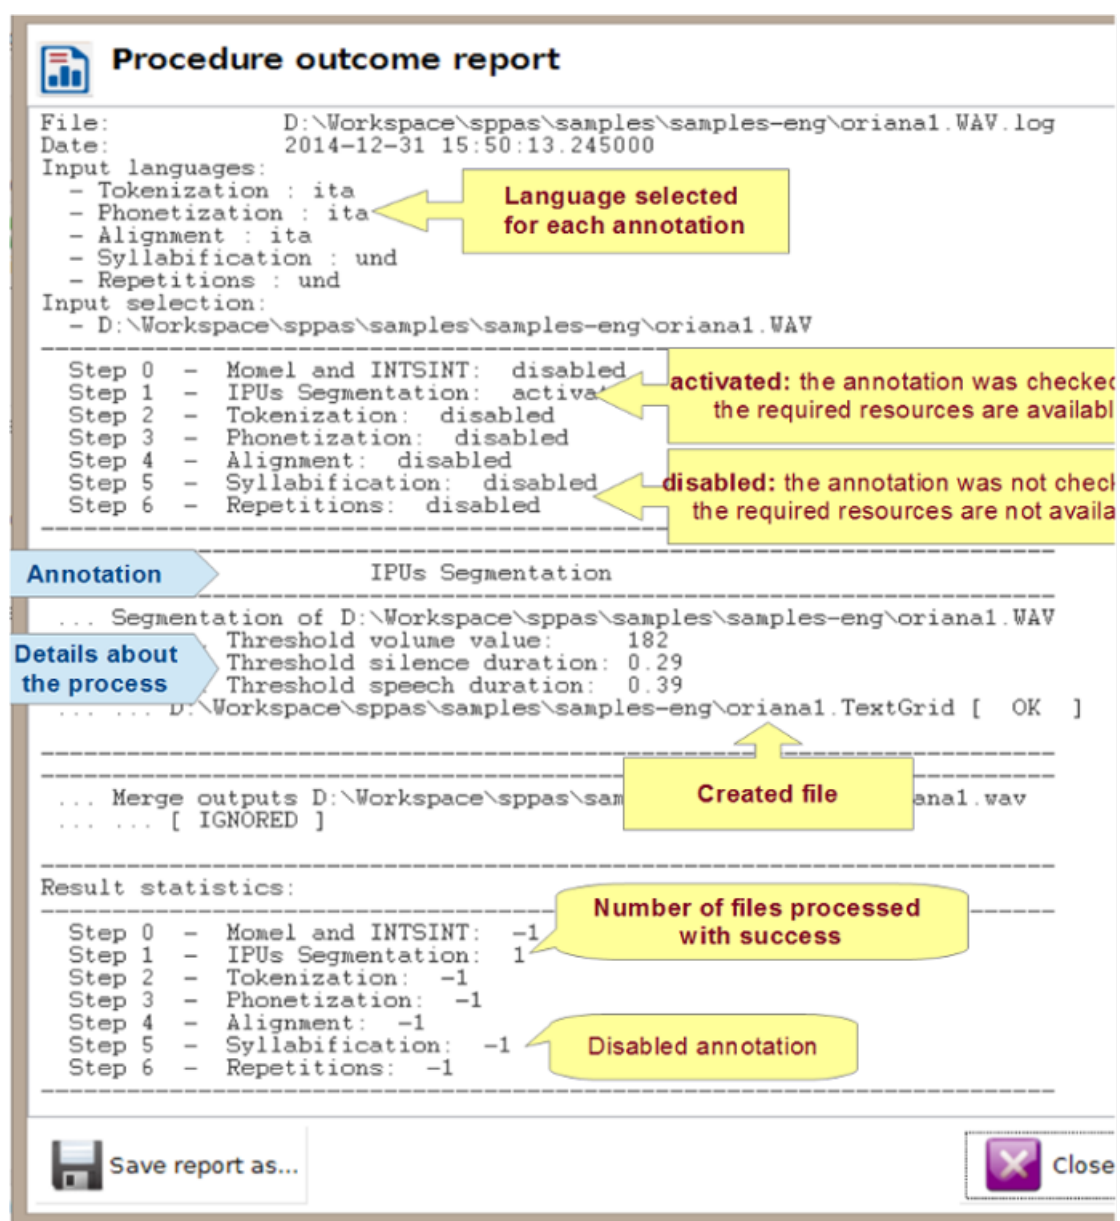 Procedure outcome report
File: D:\Workspace\sppas\samples\samples-eng\oriana1.WAV.log
Date: 2014-12-31 15:50:13.245000
Input languages:
- Tokenization : ita
- Phonetization : ita
- Alignment : ita
- Syllabification : und
- Repetitions : und
Language selected
for each annotation
Input selection:
- D:\Workspace\sppas\samples\samples-eng\oriana1.WAV
Step 0 - Momel and INTSINT: disabled
Step 1 - IPUs Segmentation: activat
Step 2 - Tokenization: disabled
Step 3 - Phonetization: disabled
Step 4 - Alignment: disabled
Step 5 - Syllabification: disabled
Step 6 - Repetitions: disabled
activated: the annotation was checked
the required resources are availabl
disabled: the annotation was not check
the required resources are not availa
Annotation
IPUs Segmentation
... Segmentation of D:\Workspace\sppas\samples\samples-eng\oriana1.WAV
Details about
the process
Threshold volume value: 182
Threshold silence duration: 0.29
Threshold speech duration: 0.39
... ... D:\Workspace\sppas\samples\samples-eng\oriana1.TextGrid [ OK ]
Created file
... Merge outputs D:\Workspace\sppas\sam ana1.wav
... ... [ IGNORED ]
Result statistics:
Number of files processed
with success
Step 0 - Momel and INTSINT: -1
Step 1 - IPUs Segmentation: 1
Step 2 - Tokenization: -1
Step 3 - Phonetization: -1
Step 4 - Alignment: -1
Step 5 - Syllabification: -1
Step 6 - Repetitions: -1
Disabled annotation
Save report as...
Close